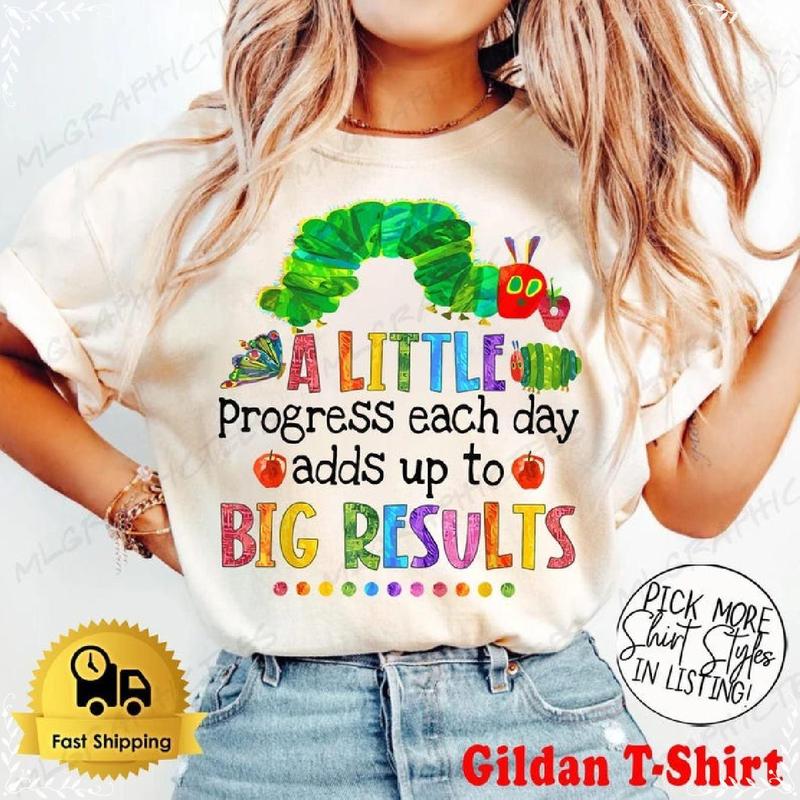 A LITTLE
progress each day
adds up to
BIG RESULTS
PICK MORE
Shirt Styles
IN LISTING!
Fast Shipping
Gildan T-Shirt
MLGRAPHICTEES